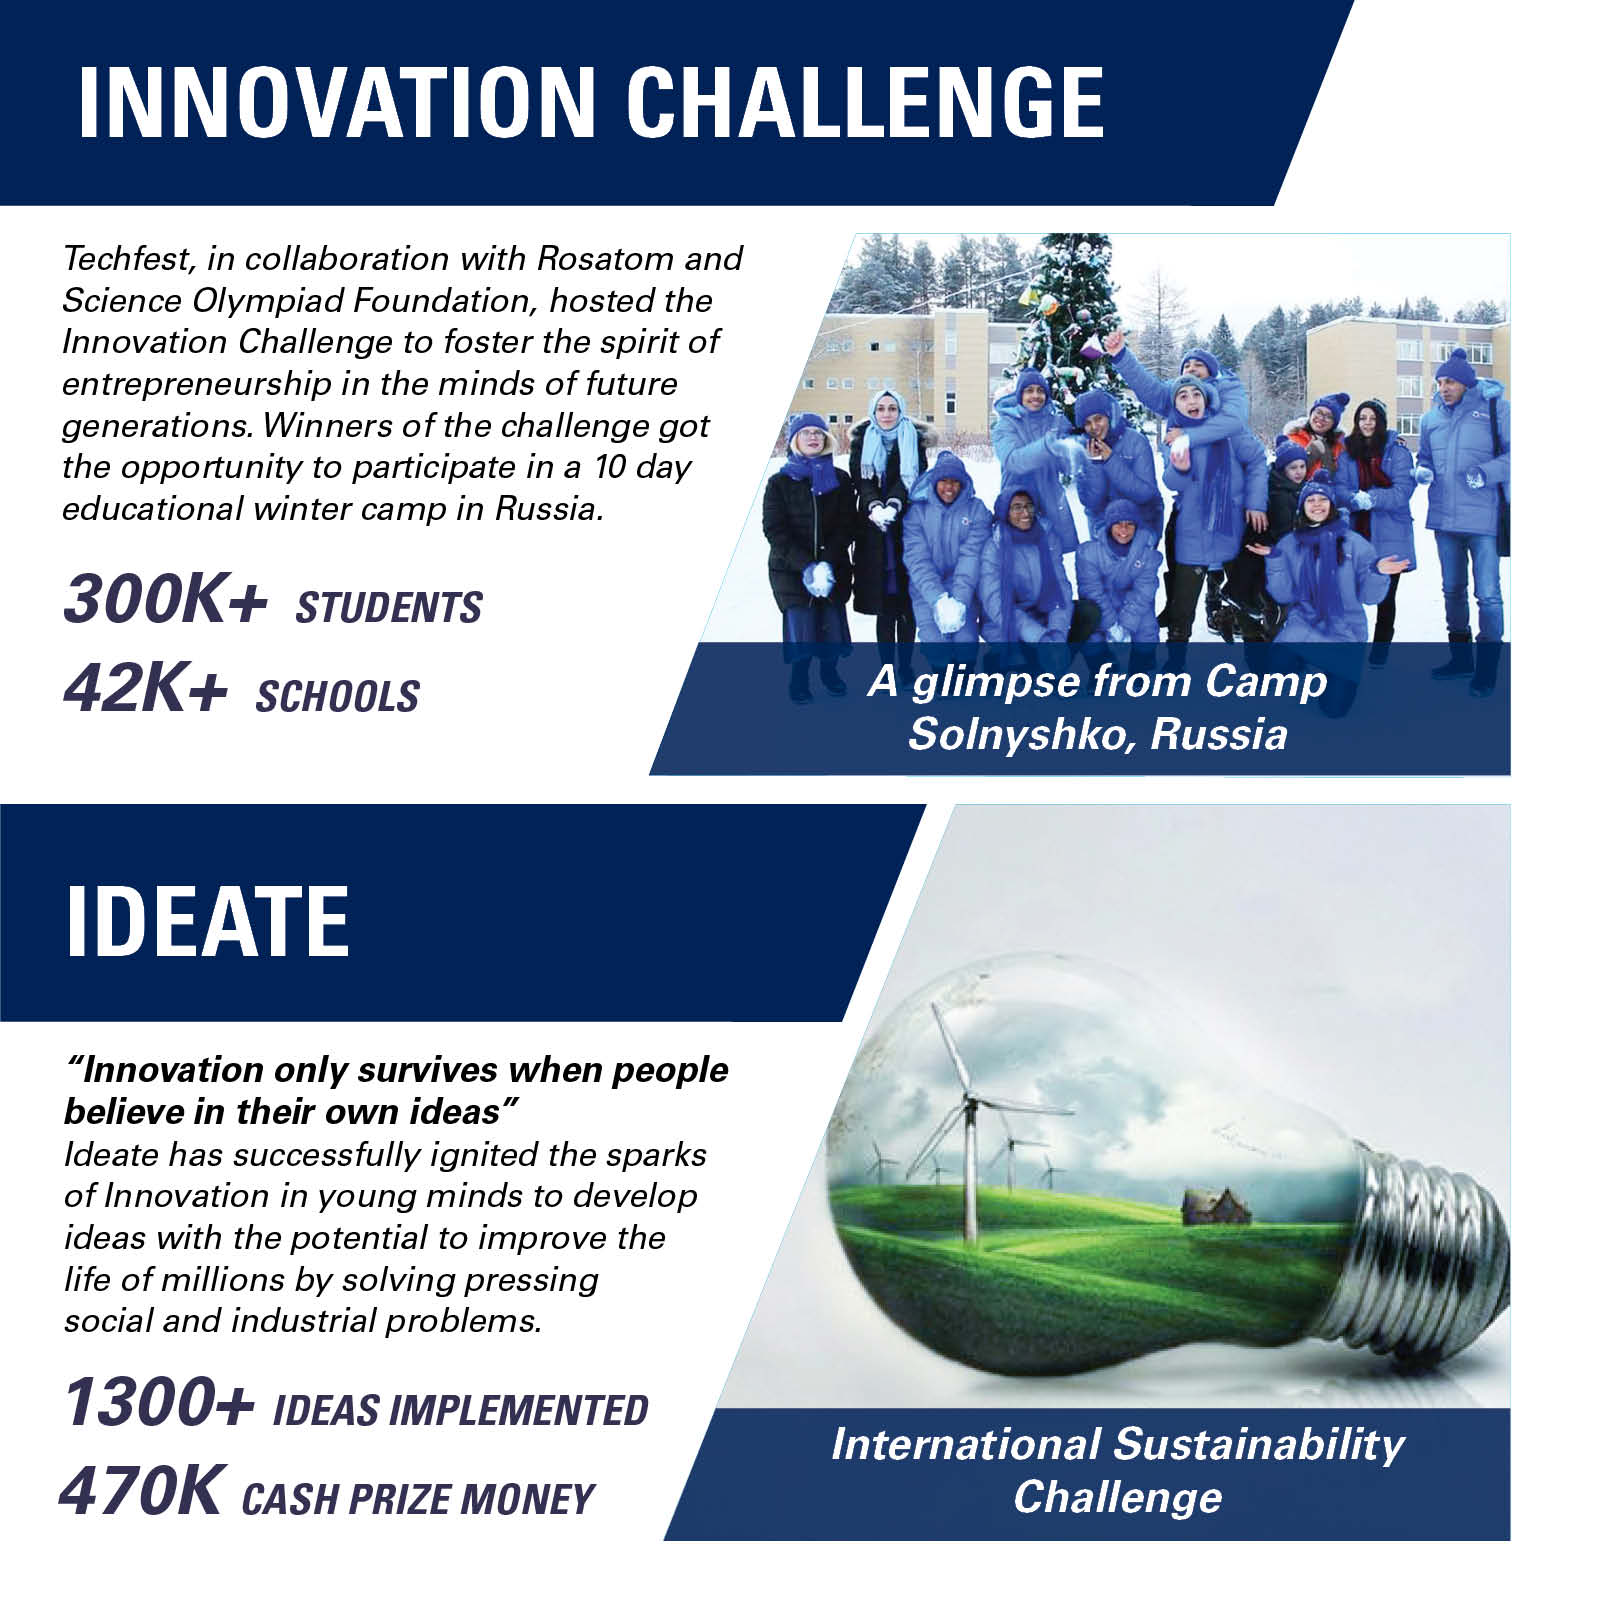 INNOVATION CHALLENGE
Techfest, in collaboration with Rosatom and
Science Olympiad Foundation, hosted the
Innovation Challenge to foster the spirit of
entrepreneurship in the minds of future
generations. Winners of the challenge got
the opportunity to participate in a 10 day
educational winter camp in Russia.
300K+ STUDENTS
42K+ SCHOOLS
A glimpse from Camp
Solnyshko, Russia
IDEATE
“Innovation only survives when people
believe in their own ideas”
Ideate has successfully ignited the sparks
of Innovation in young minds to develop
ideas with the potential to improve the
life of millions by solving pressing
social and industrial problems.
1300+ IDEAS IMPLEMENTED
470K CASH PRIZE MONEY
International Sustainability
Challenge